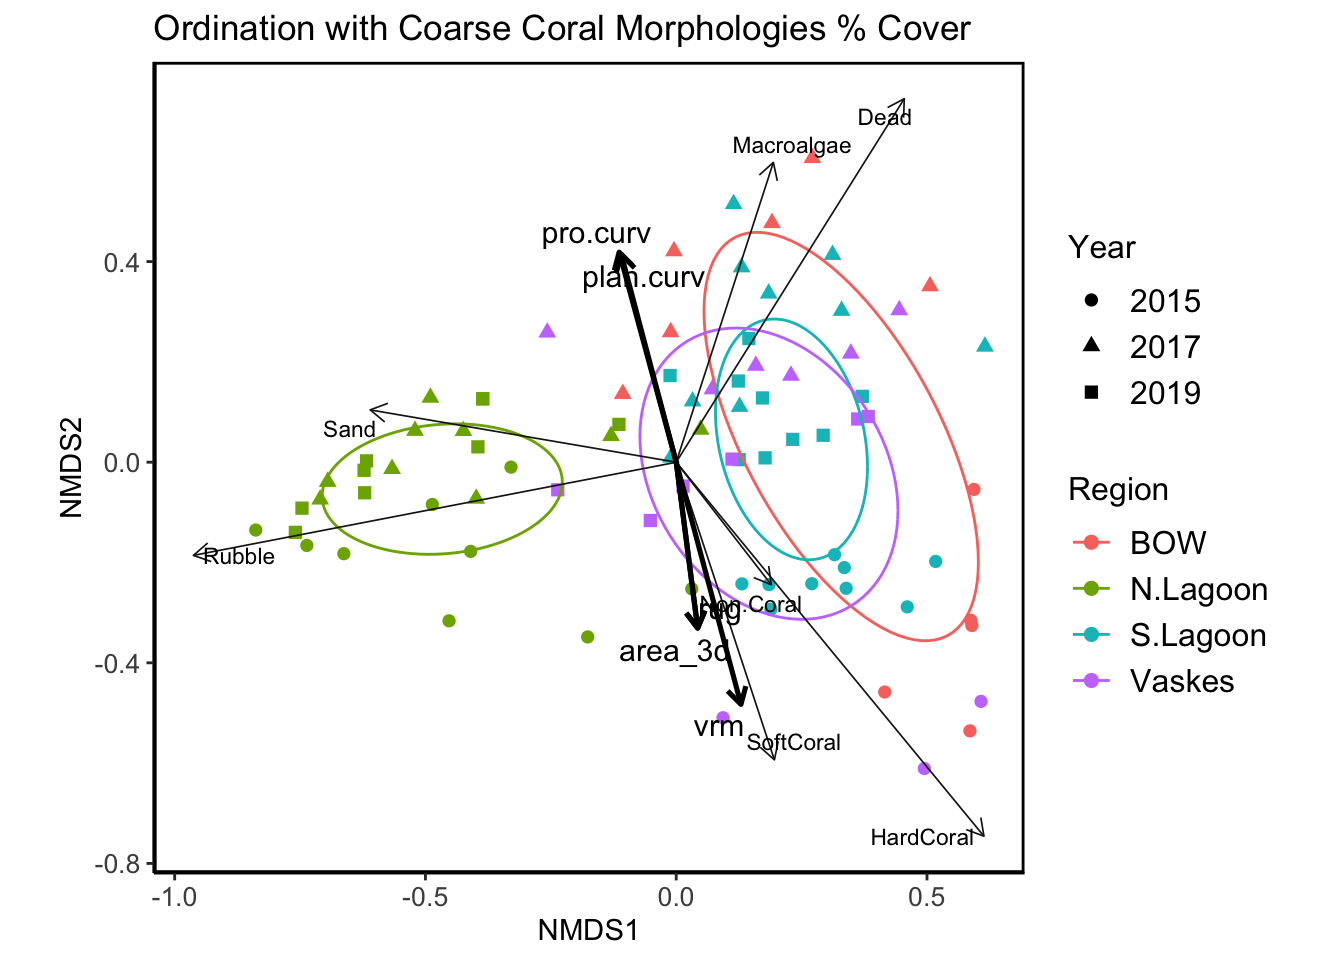 Ordination with Coarse Coral Morphologies % Cover
Dead
Macroalgae
pro.curv
plan.curv
Sand
Rubble
Non.Coral
rug
area_3d
vrm
SoftCoral
HardCoral
0.4
0.0
-0.4
-0.8
NMDS2
-1.0
-0.5
0.0
0.5
NMDS1
Year
2015
2017
2019
Region
BOW
N.Lagoon
S.Lagoon
Vaskes